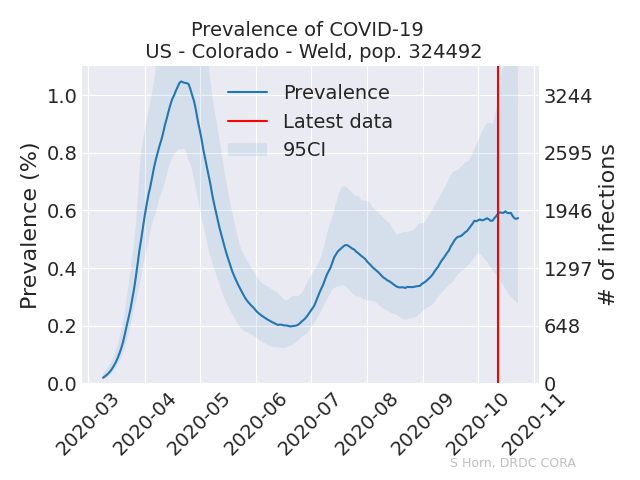 Prevalence of COVID-19
US - Colorado - Weld, pop. 324492
Prevalence
Latest data
95CI
Prevalence (%)
1.0
0.8
0.6
0.4
0.2
0.0
3244
2595
1946
1297
648
0
# of infections
2020-03
2020-04
2020-05
2020-06
2020-07
2020-08
2020-09
2020-10
2020-11
S Horn, DRDC CORA